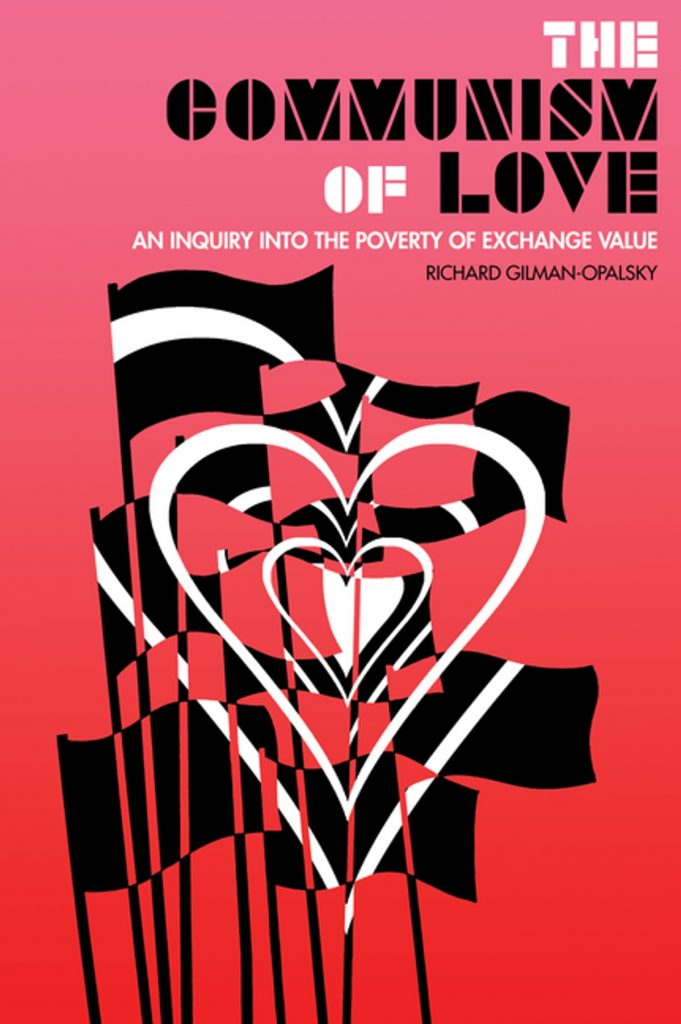 THE
COMMUNISM
OF LOVE
AN INQUIRY INTO THE POVERTY OF EXCHANGE VALUE
RICHARD GILMAN-OPALSKY